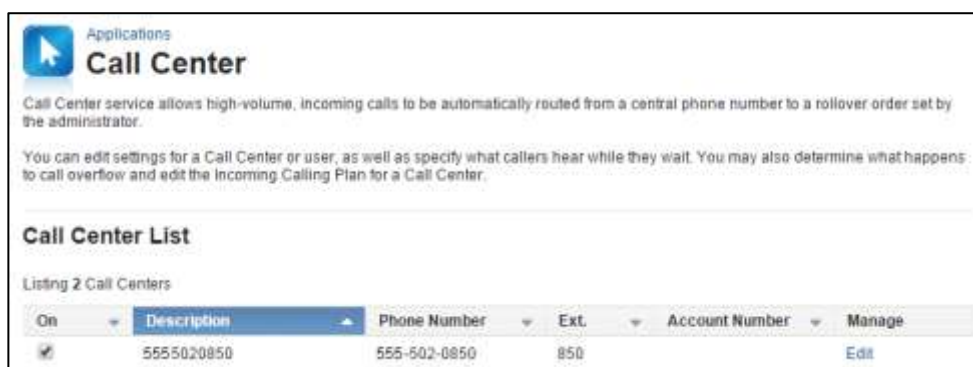 Applications
Call Center
Call Center service allows high-volume, incoming calls to be automatically routed from a central phone number to a rollover order set by
the administrator.
You can edit settings for a Call Center or user, as well as specify what callers hear while they wait. You may also determine what happens
to call overflow and edit the Incoming Calling Plan for a Call Center.
Call Center List
Listing 2 Call Centers
On Description Phone Number Ext. Account Number Manage
5555020850 555-502-0850 850 Edit